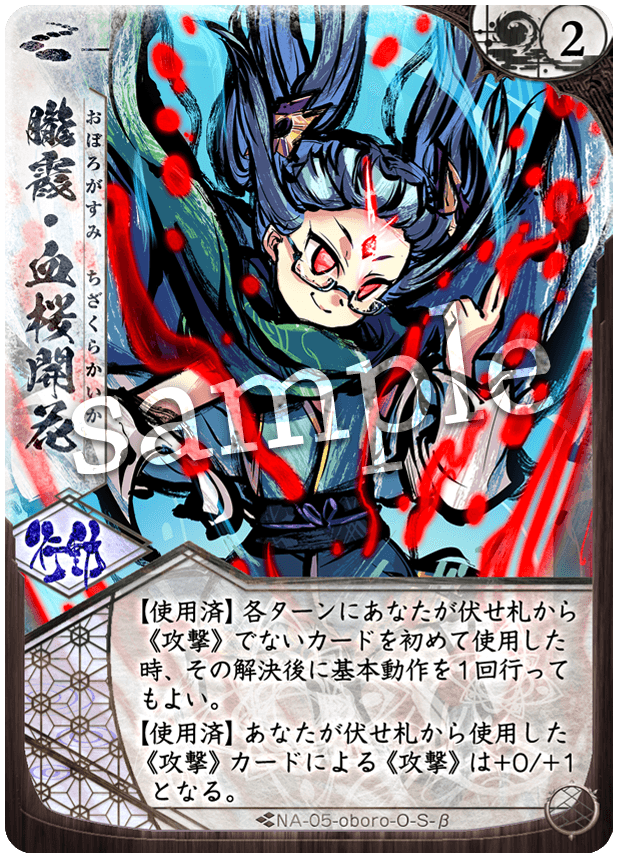 2
朧霞・血桜開花
おぼろがすみ ちざくらかいか
sample
行動
【使用済】各ターンにあなたが伏せ札から
《攻撃》でないカードを初めて使用した
時、その解決後に基本動作を1回行って
もよい。
【使用済】あなたが伏せ札から使用した
《攻撃》カードによる《攻撃》は+0/+1
となる。
NA-05-oboro-O-S-β